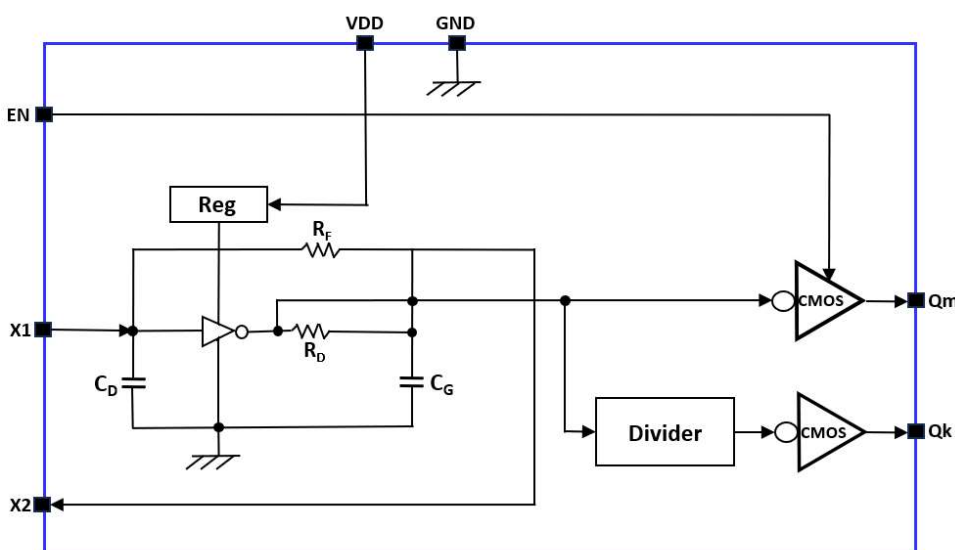 VDD GND
EN
Reg
RF
CMOS Qm
X1
RD
CD CG
Divider CMOS Qk
X2